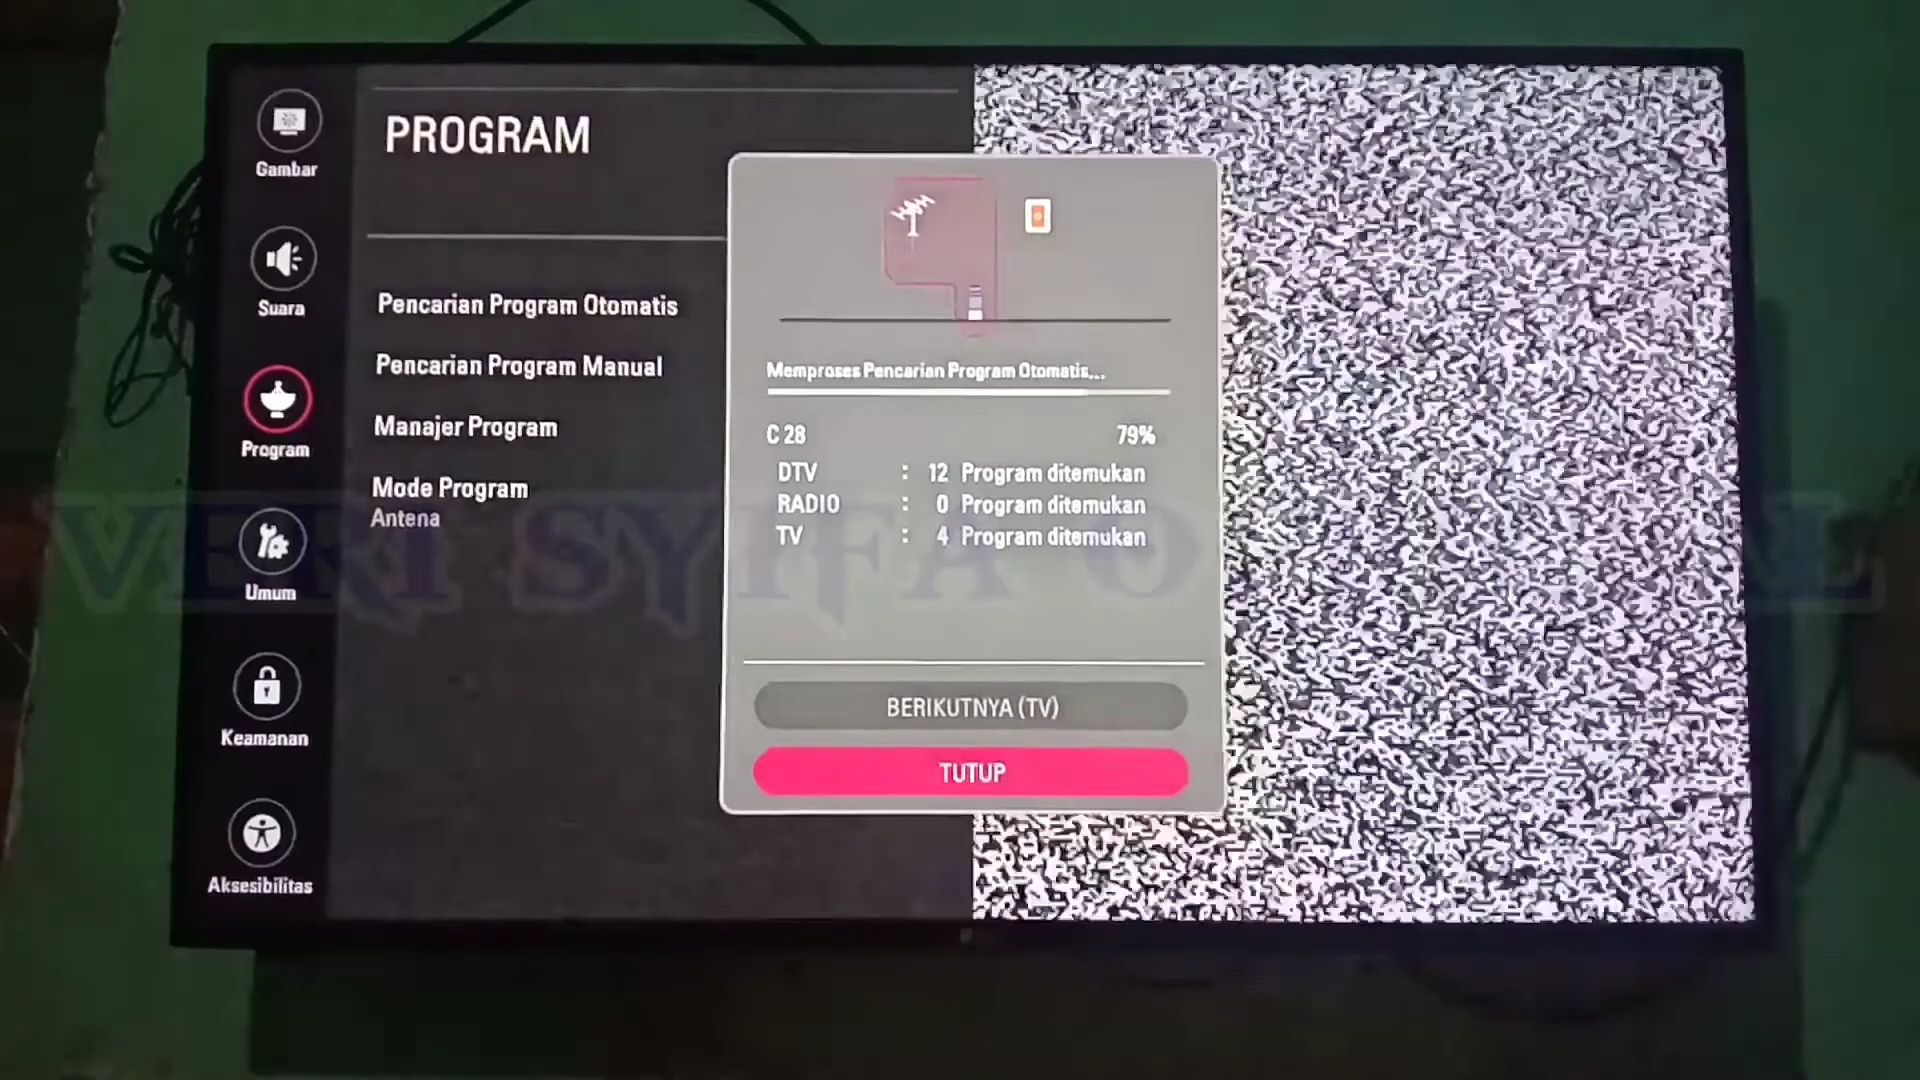 PROGRAM
Gambar
Suara
Program
Umum
Keamanan
Aksesibilitas
Pencarian Program Otomatis
Pencarian Program Manual
Manajer Program
Mode Program
Antena
Memproses Pencarian Program Otomatis...
C 28 79%
DTV : 12 Program ditemukan
RADIO : 0 Program ditemukan
TV : 4 Program ditemukan
BERIKUTNYA (TV)
TUTUP
VERI SYIFA